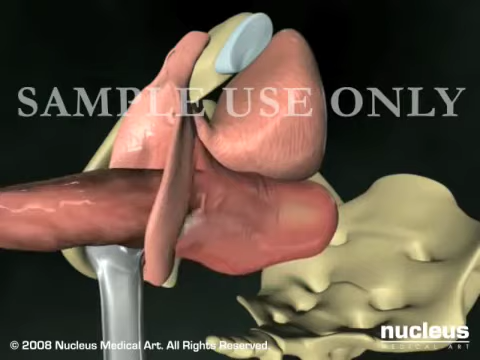 SAMPLE USE ONLY
nucleus
MEDICAL ART
© 2008 Nucleus Medical Art. All Rights Reserved.